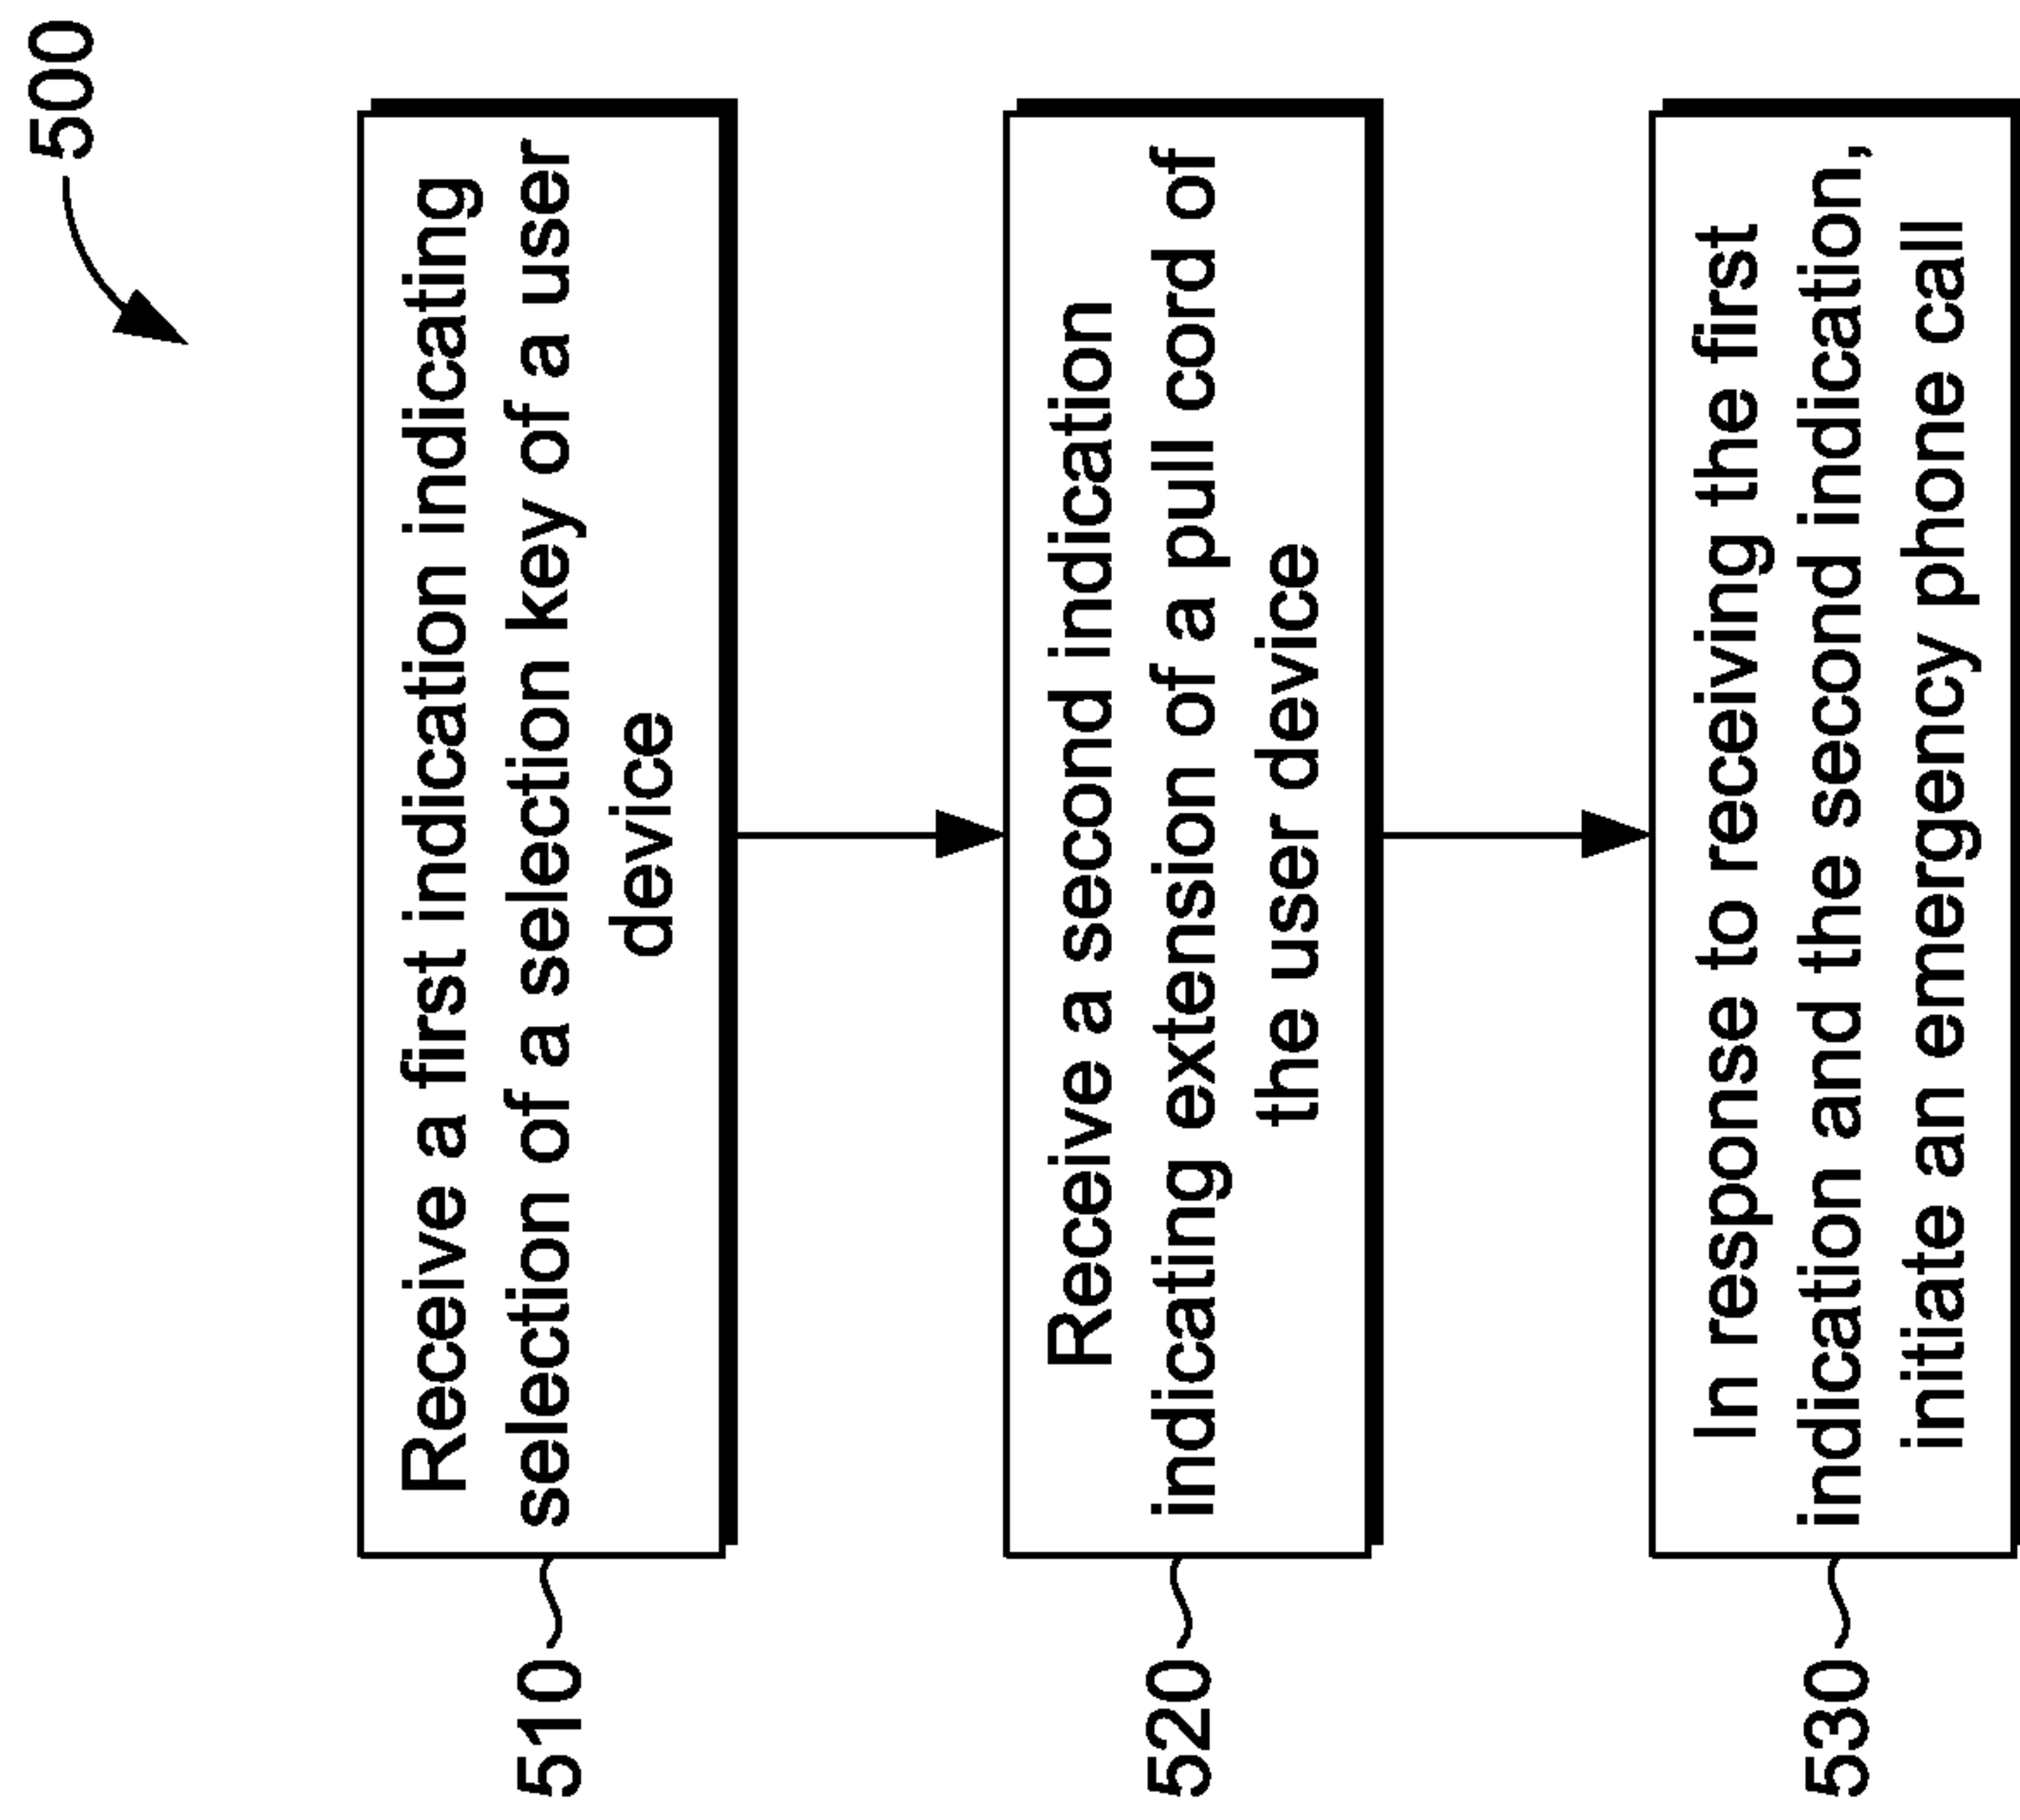 500
510
Receive a first indication indicating
selection of a selection key of a user
device
520
Receive a second indication
indicating extension of a pull cord of
the user device
530
In response to receiving the first
indication and the second indication,
initiate an emergency phone call